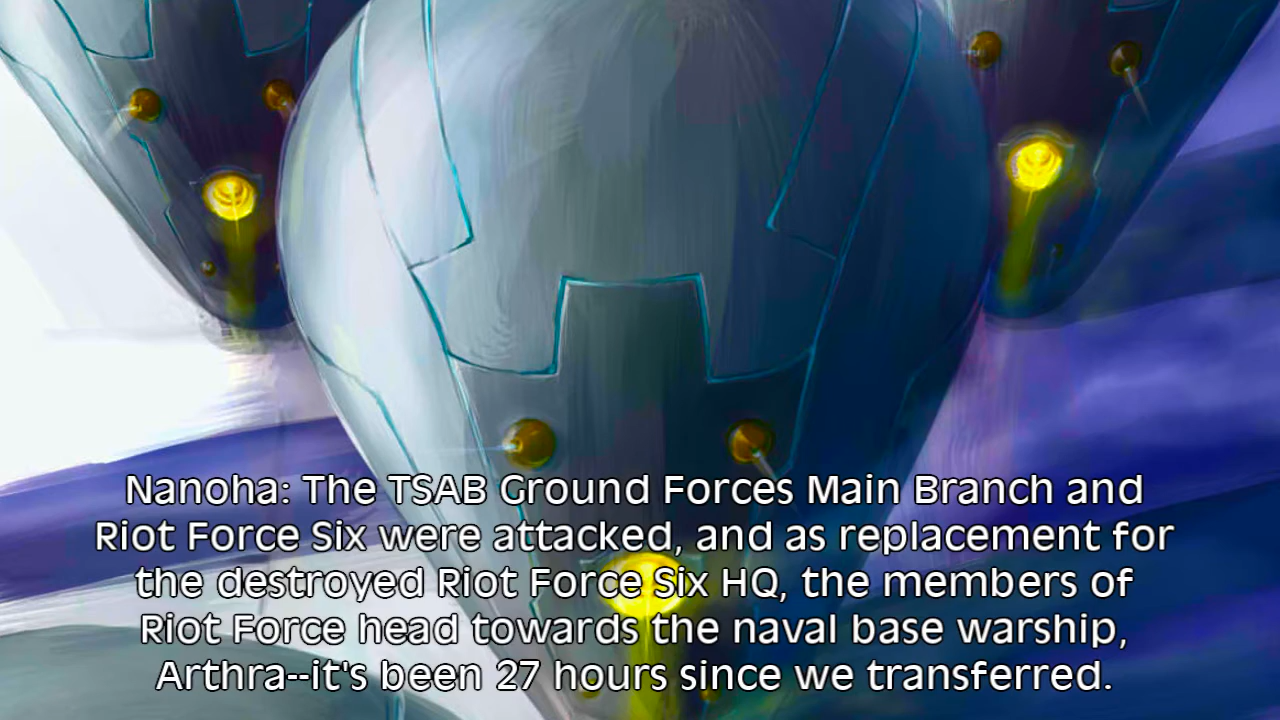 Nanoha: The TSAB Ground Forces Main Branch and
Riot Force Six were attacked, and as replacement for
the destroyed Riot Force Six HQ, the members of
Riot Force head towards the naval base warship,
Arthra--it's been 27 hours since we transferred.